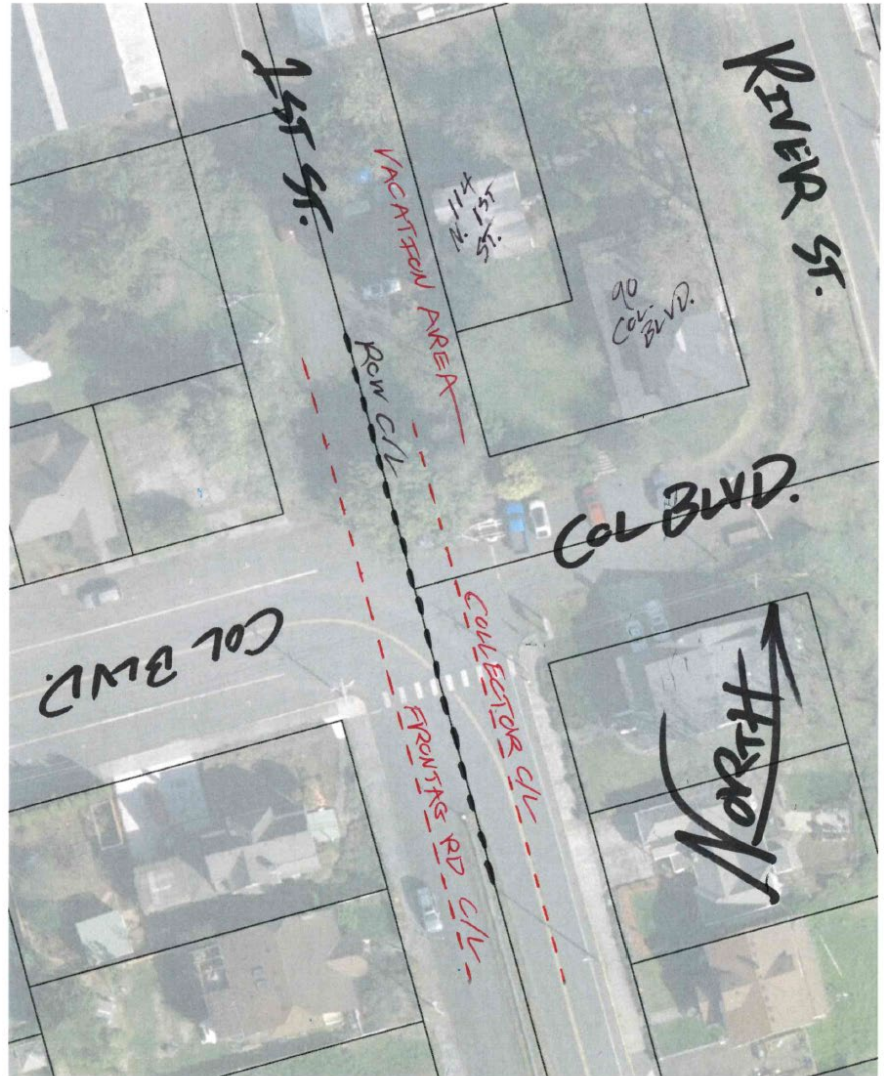 1ST ST.
RIVER ST.
VACATION AREA
114
N. 1ST
ST.
90
COL.
BLVD.
ROW C/L
COL BLVD.
COL BLVD.
COLLECTOR C/L
FRONTAG RD C/L
NORTH